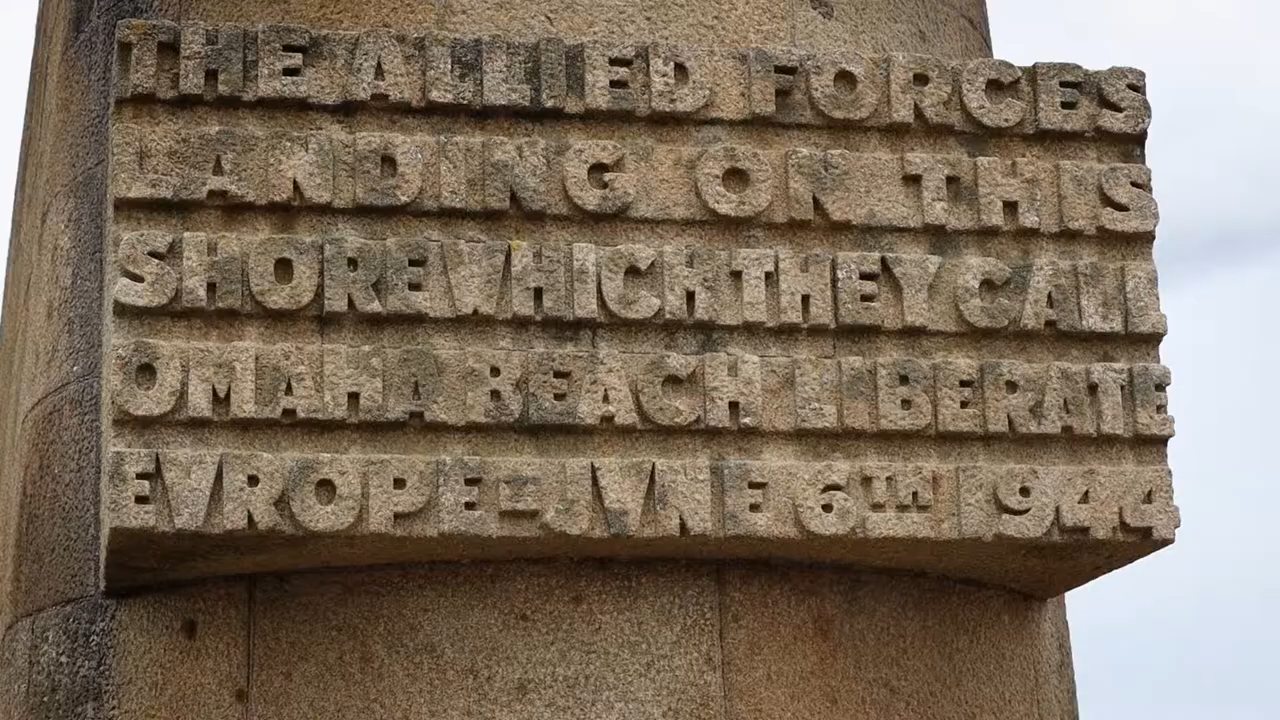 THE ALLIED FORCES
LANDING ON THIS
SHORE WHICH THEY CALL
OMAHA BEACH LIBERATE
EVROPE-JVNE 6TH 1944